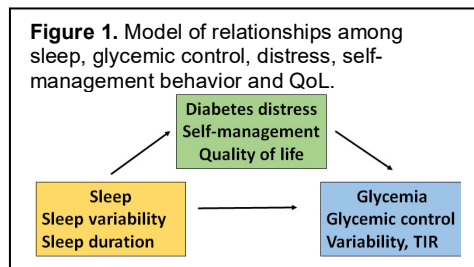 Figure 1. Model of relationships among
sleep, glycemic control, distress, self-
management behavior and QoL.
Diabetes distress
Self-management
Quality of life
Sleep
Sleep variability
Sleep duration
Glycemia
Glycemic control
Variability, TIR